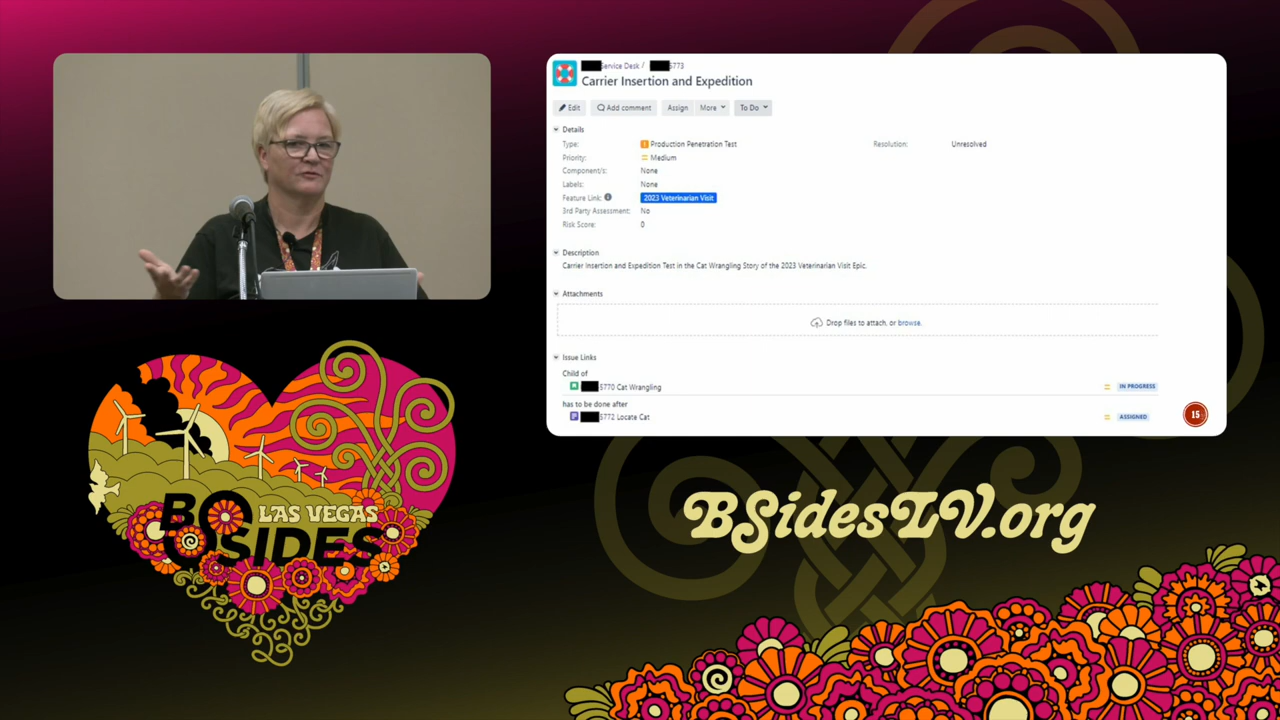 Service Desk / 5773
Carrier Insertion and Expedition
Edit Add comment Assign More To Do
Details
Type: Production Penetration Test Resolution: Unresolved
Priority: Medium
Component/s: None
Labels: None
Feature Link: 2023 Veterinarian Visit
3rd Party Assessment: No
Risk Score: 0
Description
Carrier Insertion and Expedition Test in the Cat Wrangling Story of the 2023 Veterinarian Visit Epic.
Attachments
Drop files to attach, or browse.
Issue Links
Child of
5770 Cat Wrangling IN PROGRESS
has to be done after
5772 Locate Cat ASSIGNED
15
LAS VEGAS
BSIDES
23
BSidesLV.org